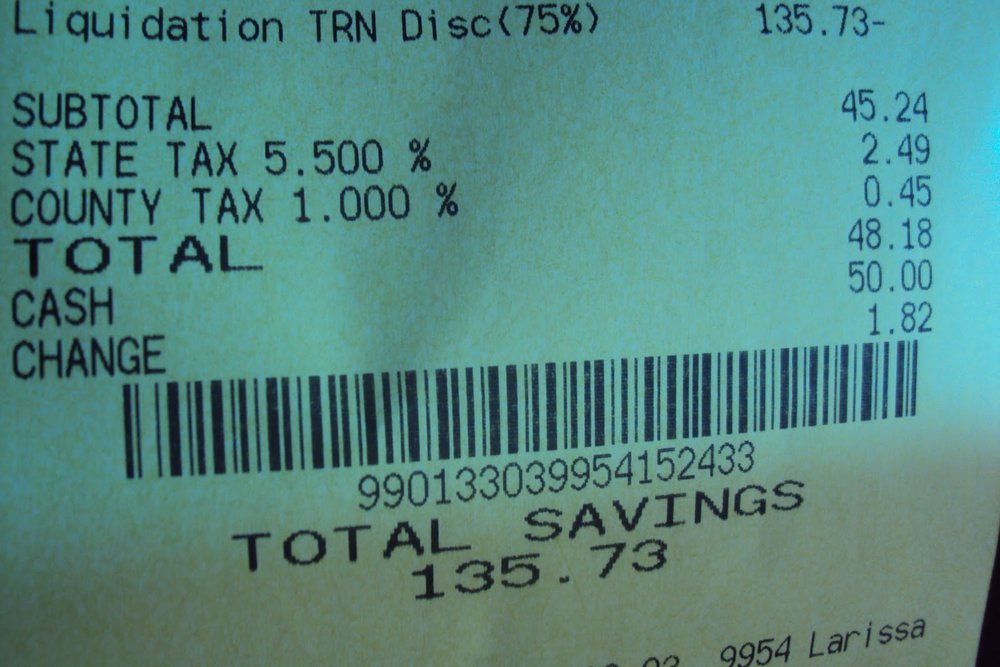 Liquidation TRN Disc(75%) 135.73-
SUBTOTAL 45.24
STATE TAX 5.500 % 2.49
COUNTY TAX 1.000 % 0.45
TOTAL 48.18
CASH 50.00
CHANGE 1.82
990133039954152433
TOTAL SAVINGS
135.73
9954 Larissa